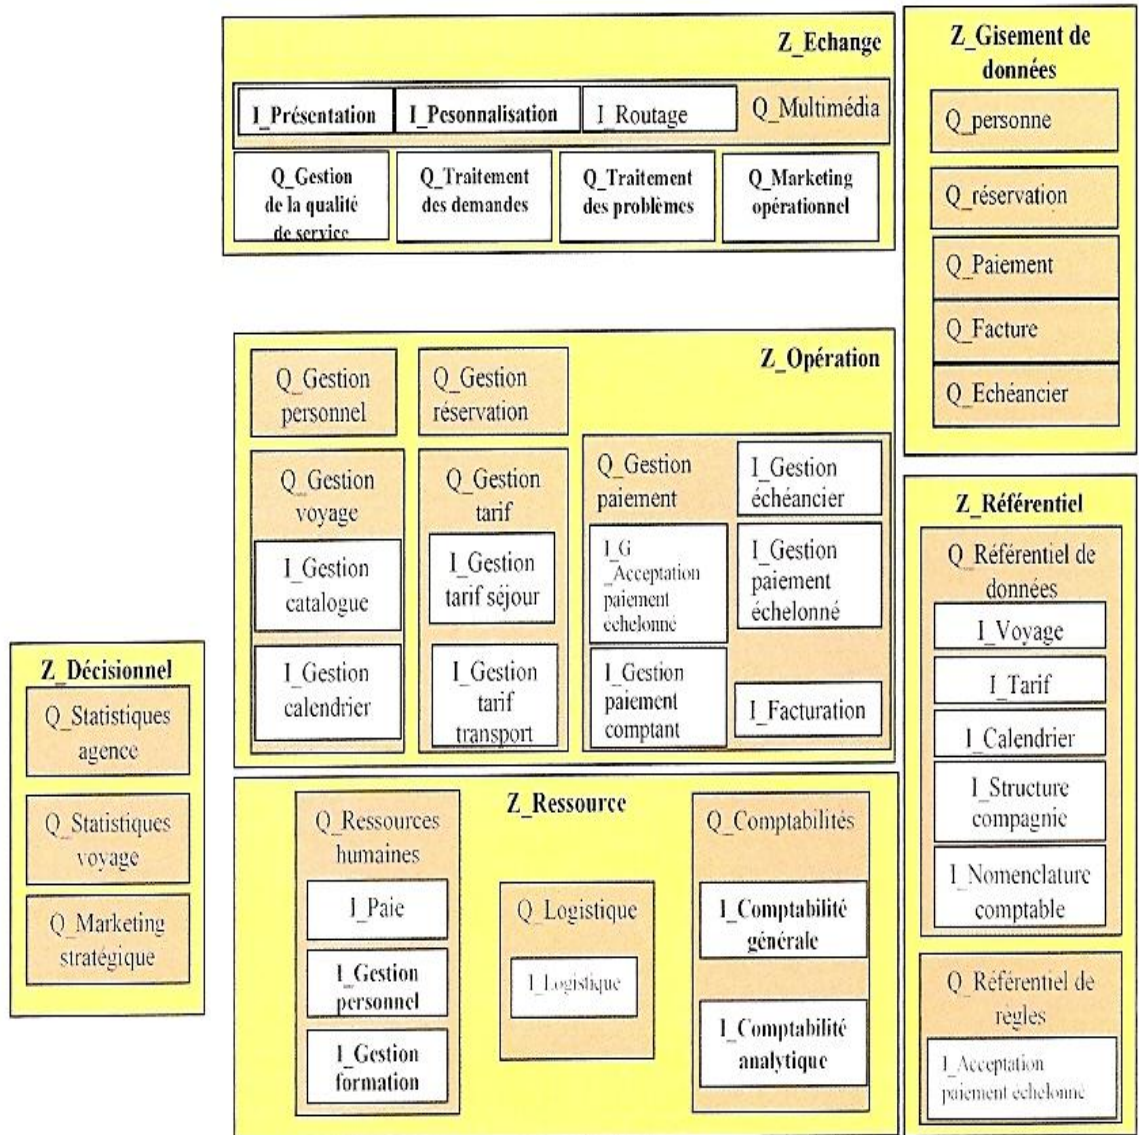 Z_Echange
I_Présentation
I_Pesonnalisation
I_Routage
Q_Multimédia
Q_Gestion
de la qualité
de service
Q_Traitement
des demandes
Q_Traitement
des problèmes
Q_Marketing
opérationnel
Z_Gisement de
données
Q_personne
Q_réservation
Q_Paiement
Q_Facture
Q_Echéancier
Z_Opération
Q_Gestion
personnel
Q_Gestion
réservation
Q_Gestion
voyage
I_Gestion
catalogue
I_Gestion
calendrier
Q_Gestion
tarif
I_Gestion
tarif séjour
I_Gestion
tarif
transport
Q_Gestion
paiement
I_G
_Acceptation
paiement
échelonné
I_Gestion
paiement
comptant
I_Gestion
échéancier
I_Gestion
paiement
échelonné
I_Facturation
Z_Référentiel
Q_Référentiel de
données
I_Voyage
I_Tarif
I_Calendrier
I_Structure
compagnie
I_Nomenclature
comptable
Q_Référentiel de
règles
I_Acceptation
paiement échelonné
Z_Décisionnel
Q_Statistiques
agence
Q_Statistiques
voyage
Q_Marketing
stratégique
Z_Ressource
Q_Ressources
humaines
I_Paie
I_Gestion
personnel
I_Gestion
formation
Q_Logistique
I_Logistique
Q_Comptabilités
I_Comptabilité
générale
I_Comptabilité
analytique